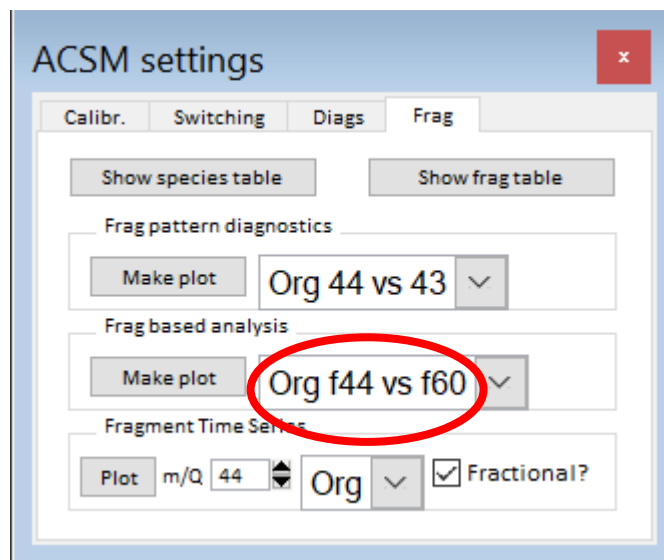 ACSM settings x
Calibr. Switching Diags Frag
Show species table Show frag table
Frag pattern diagnostics
Make plot Org 44 vs 43
Frag based analysis
Make plot Org f44 vs f60
Fragment Time Series
Plot m/Q 44 Org Fractional?